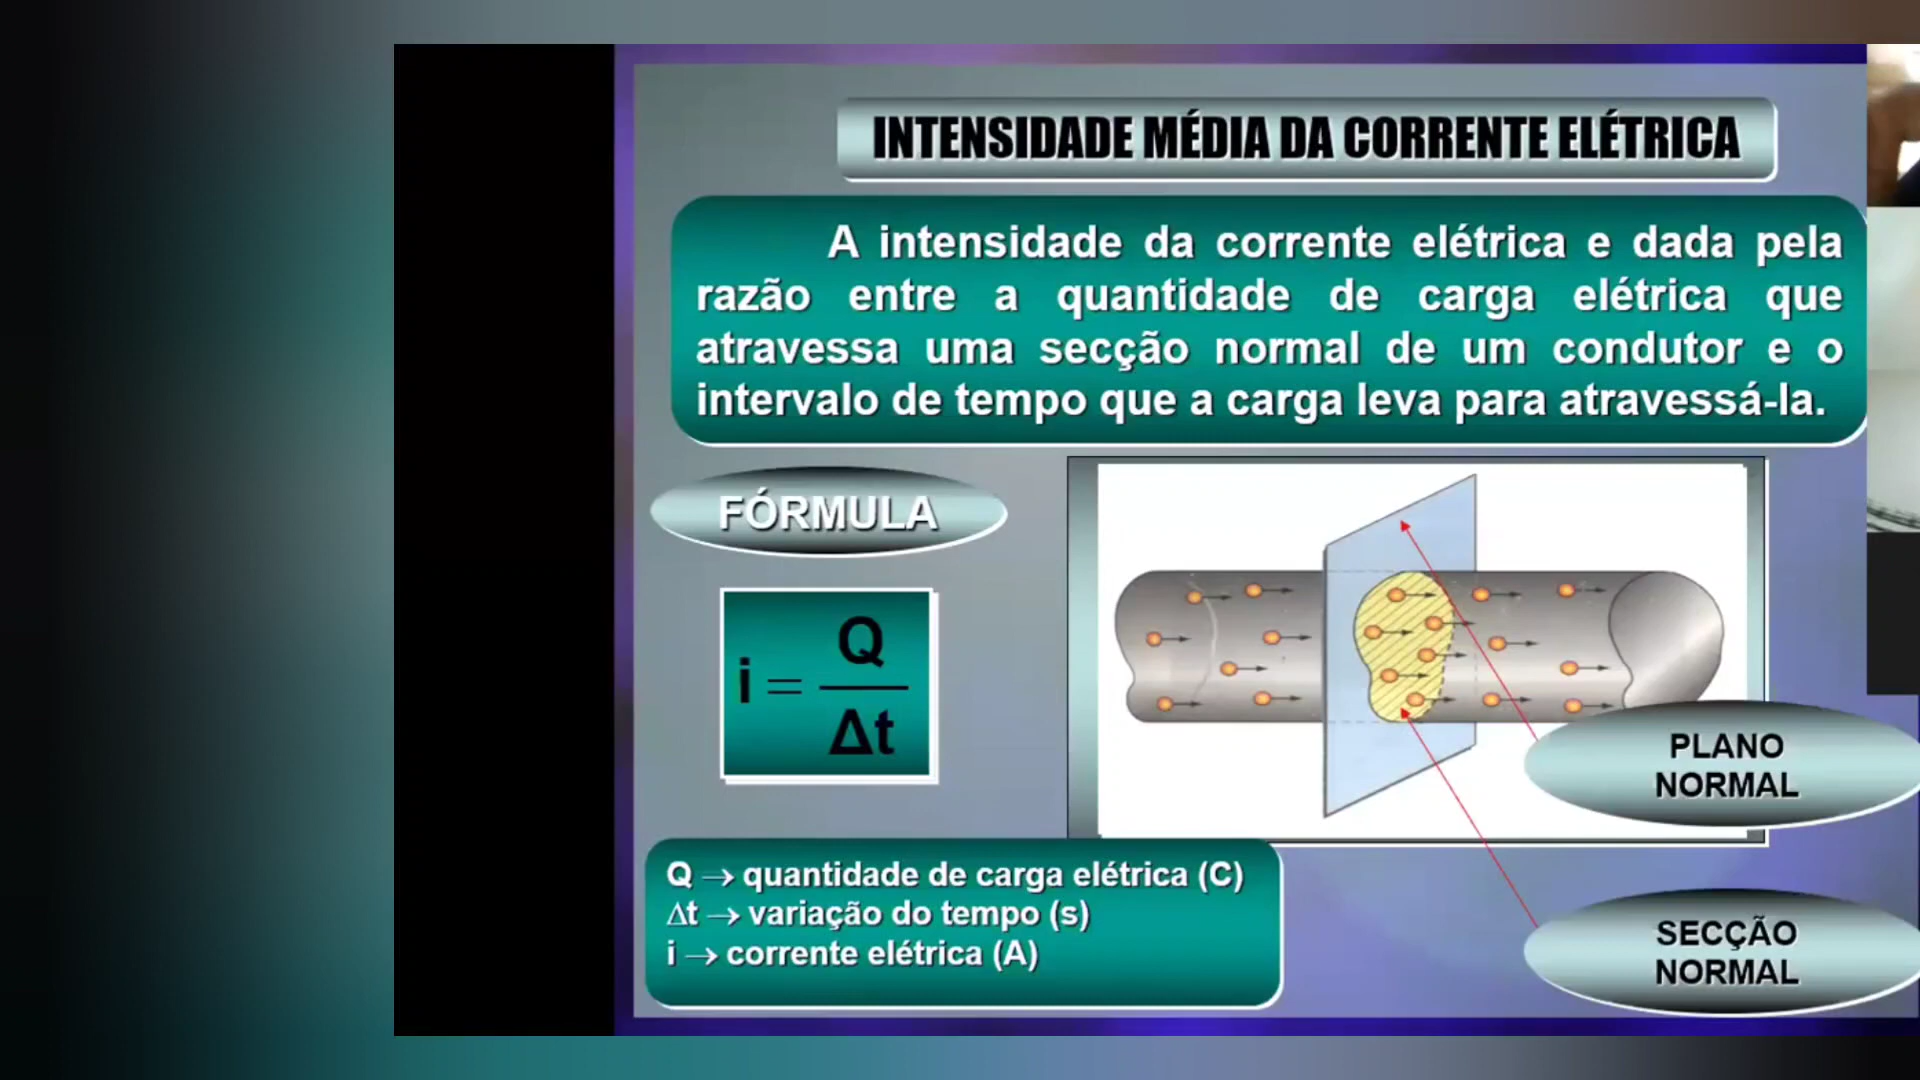 INTENSIDADE MÉDIA DA CORRENTE ELÉTRICA
A intensidade da corrente elétrica e dada pela
razão entre a quantidade de carga elétrica que
atravessa uma secção normal de um condutor e o
intervalo de tempo que a carga leva para atravessá-la.
FÓRMULA
i = Q
Δt
PLANO
NORMAL
Q → quantidade de carga elétrica (C)
Δt → variação do tempo (s)
i → corrente elétrica (A)
SECÇÃO
NORMAL